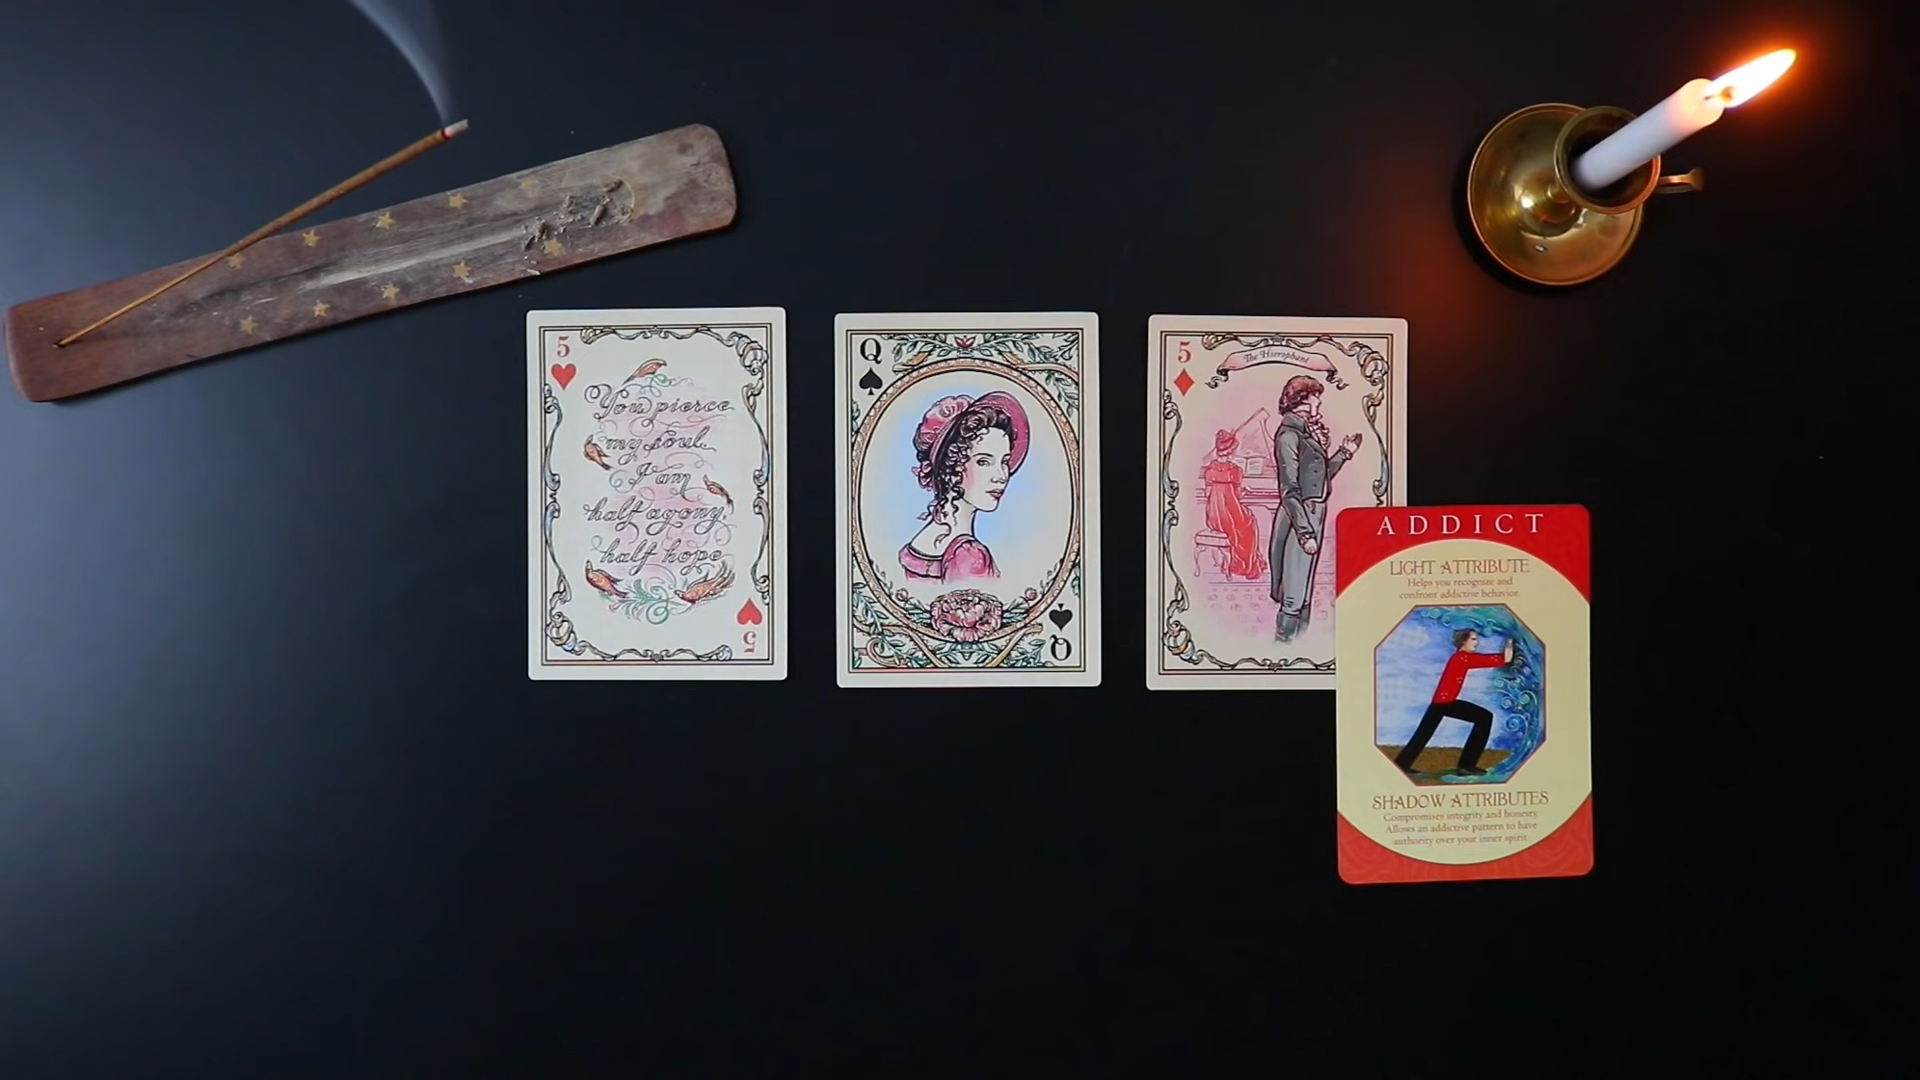 5
You pierce
my soul.
I am
half agony,
half hope
5
Q
Q
5
The Hierophant
ADDICT
LIGHT ATTRIBUTE
Helps you recognize and
confront addictive behavior.
SHADOW ATTRIBUTES
Compromises integrity and honesty.
Allows an addictive pattern to have
authority over your inner spirit.